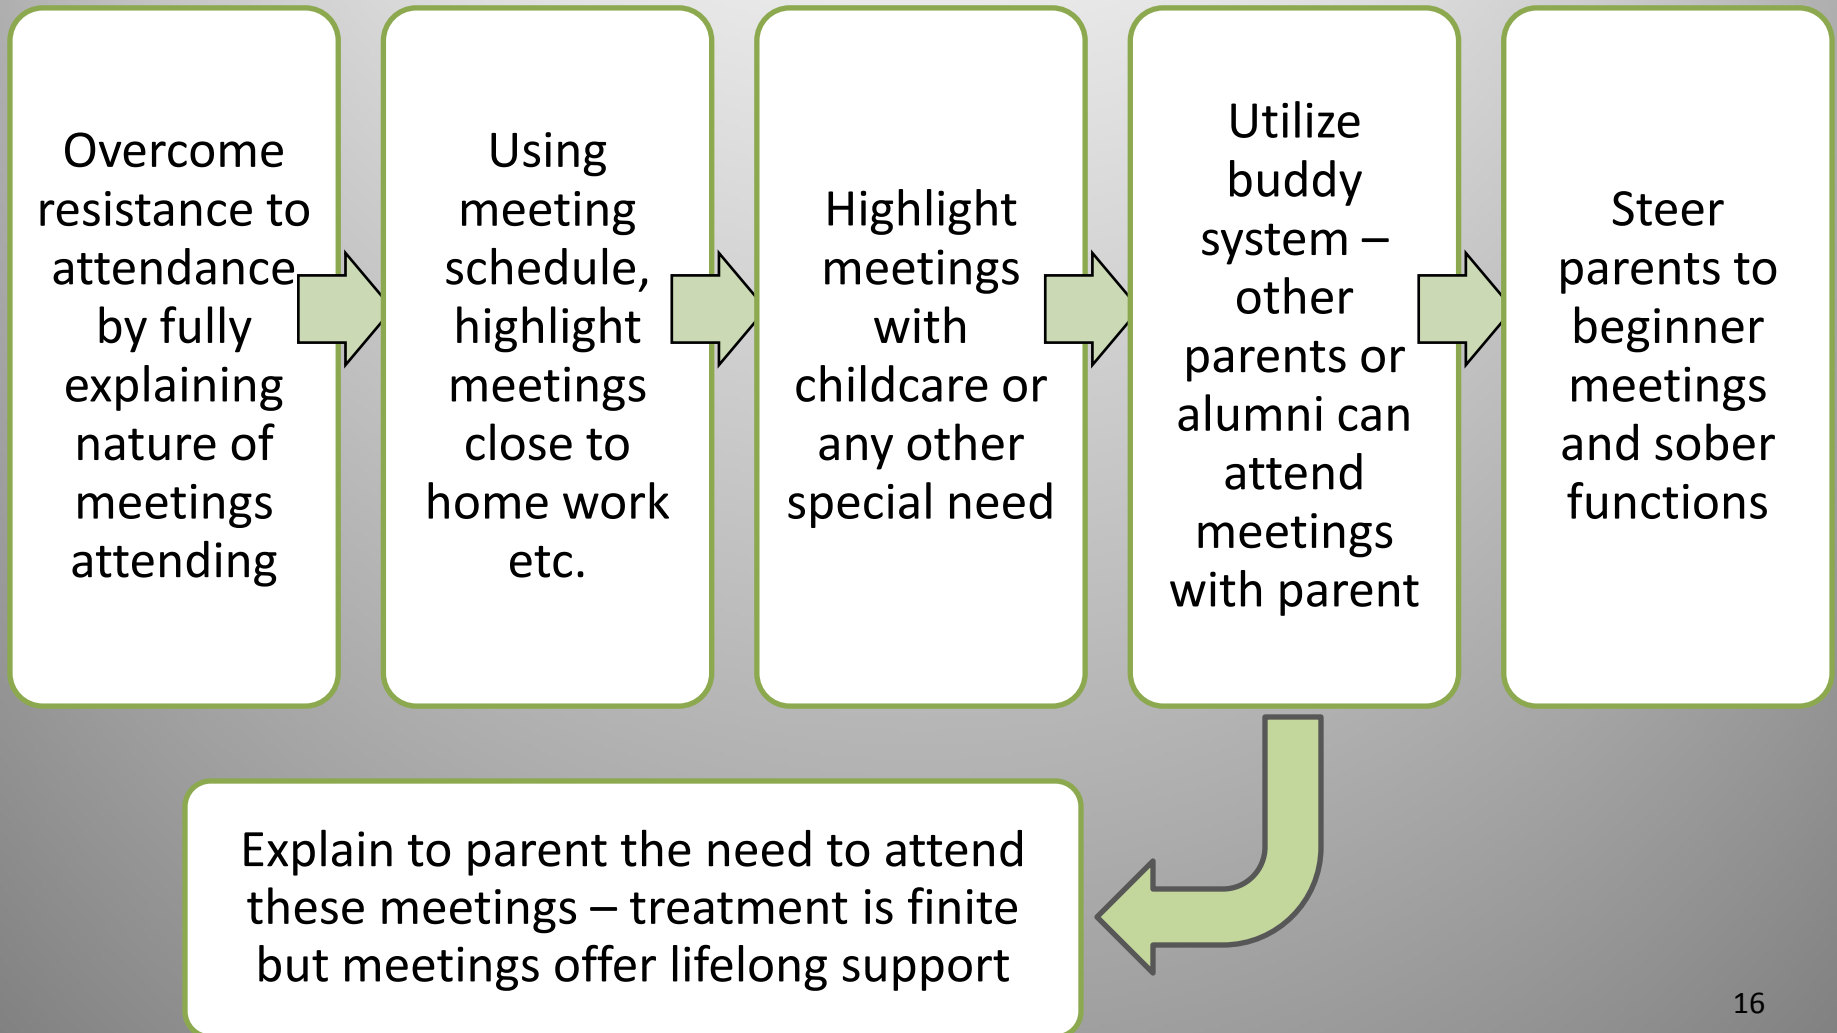 Overcome
resistance to
attendance
by fully
explaining
nature of
meetings
attending
Using
meeting
schedule,
highlight
meetings
close to
home work
etc.
Highlight
meetings
with
childcare or
any other
special need
Utilize
buddy
system –
other
parents or
alumni can
attend
meetings
with parent
Steer
parents to
beginner
meetings
and sober
functions
Explain to parent the need to attend
these meetings – treatment is finite
but meetings offer lifelong support
16